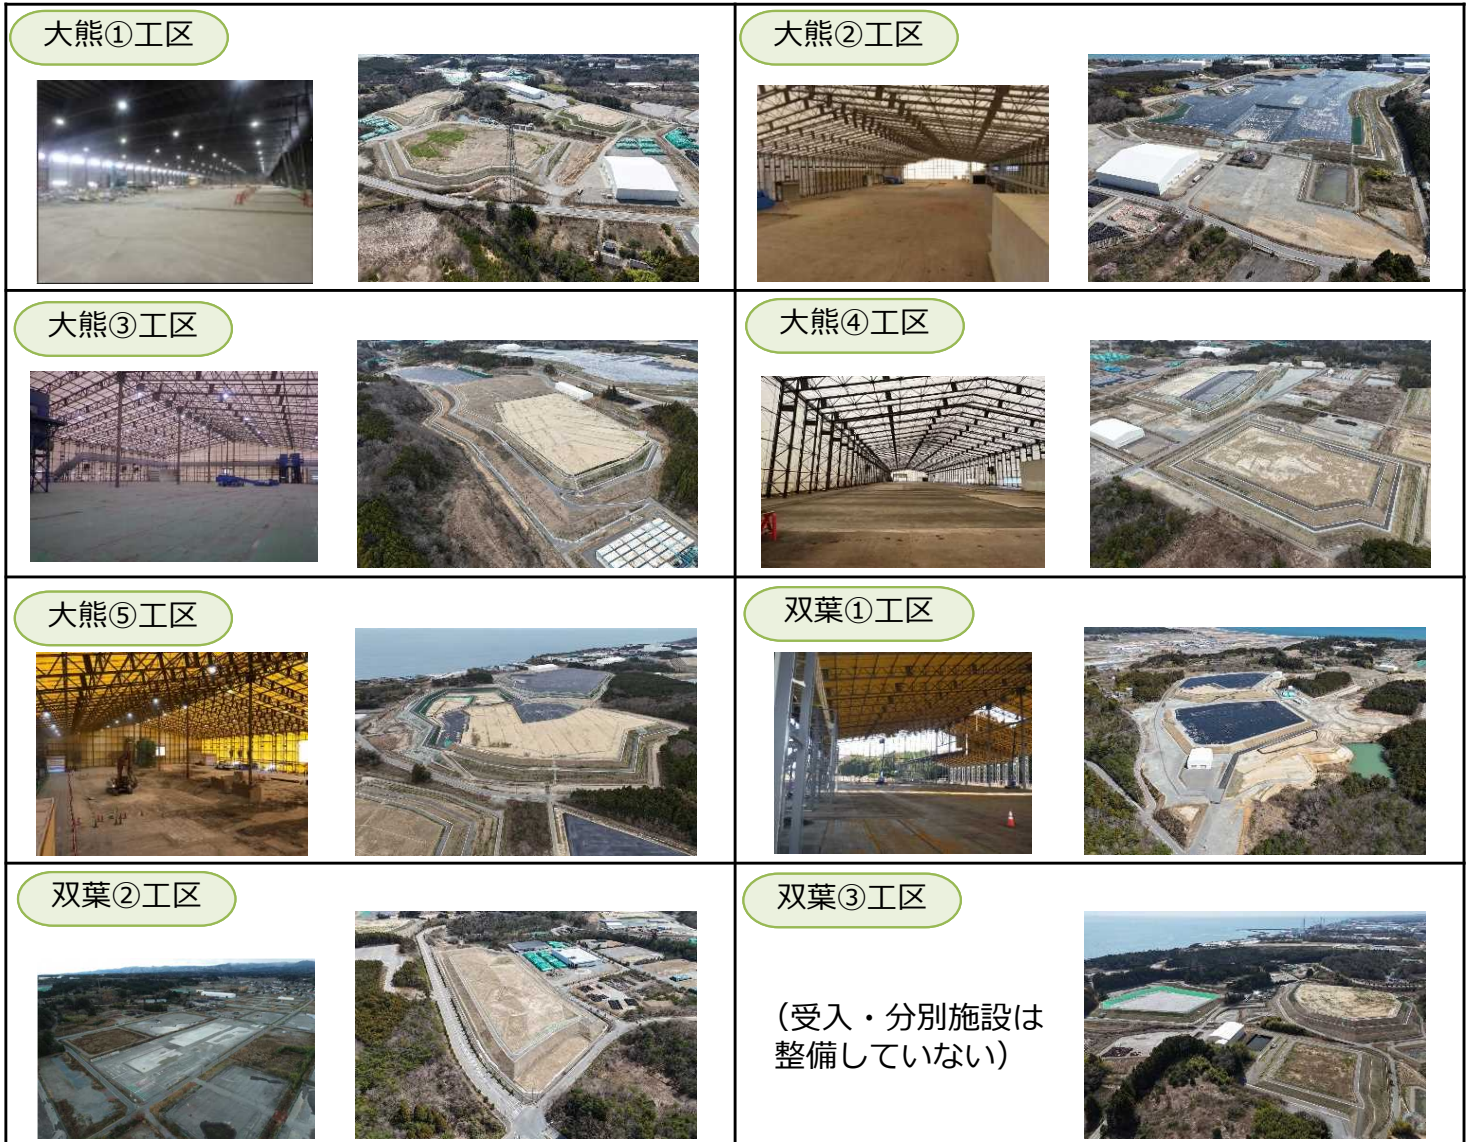 大熊①工区
大熊②工区
大熊③工区
大熊④工区
大熊⑤工区
双葉①工区
双葉②工区
双葉③工区
（受入・分別施設は
整備していない）